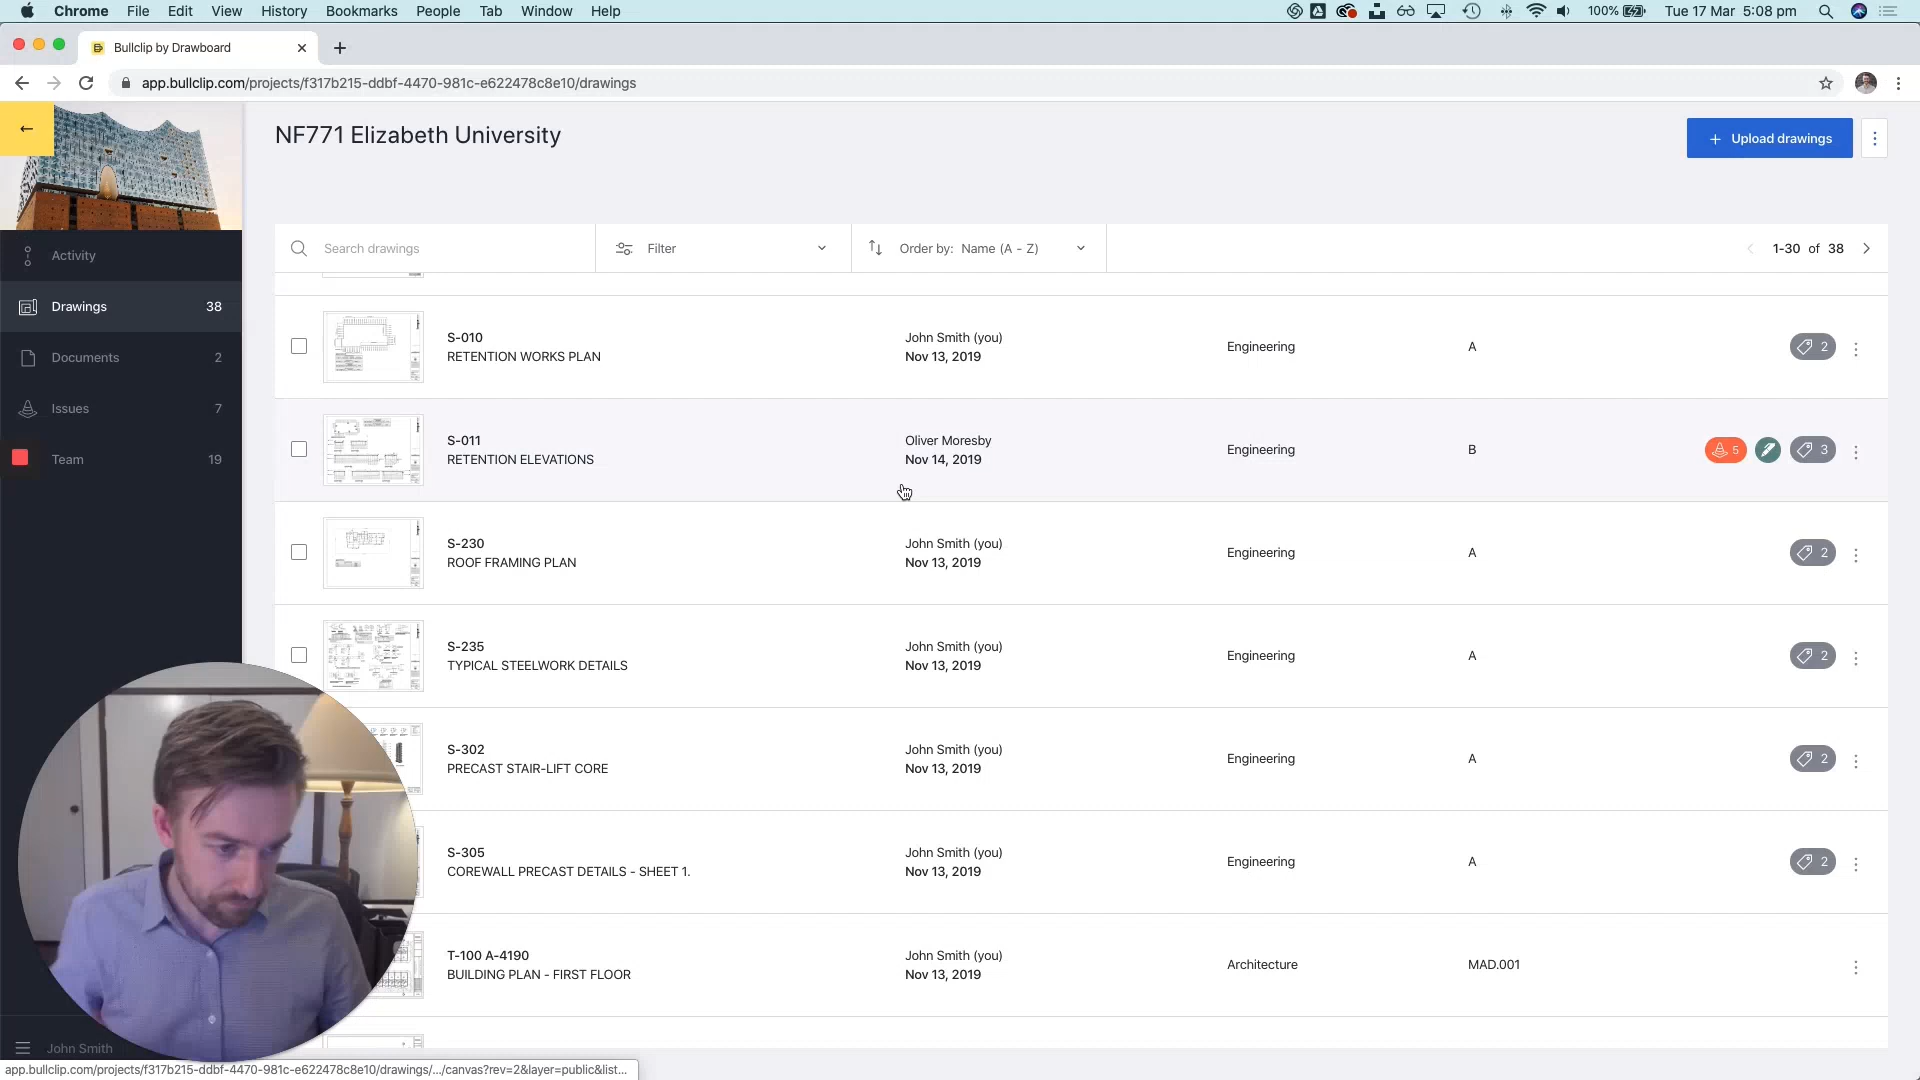 Chrome File Edit View History Bookmarks People Tab Window Help 100% Tue 17 Mar 5:08 pm
Bullclip by Drawboard
app.bullclip.com/projects/f317b215-ddbf-4470-981c-e622478c8e10/drawings
NF771 Elizabeth University
+ Upload drawings
Search drawings Filter Order by: Name (A - Z) 1-30 of 38
Activity
Drawings 38
Documents 2
Issues 7
Team 19
S-010 John Smith (you)
RETENTION WORKS PLAN Nov 13, 2019 Engineering A 2
S-011 Oliver Moresby
RETENTION ELEVATIONS Nov 14, 2019 Engineering B 5 3
S-230 John Smith (you)
ROOF FRAMING PLAN Nov 13, 2019 Engineering A 2
S-235 John Smith (you)
TYPICAL STEELWORK DETAILS Nov 13, 2019 Engineering A 2
S-302 John Smith (you)
PRECAST STAIR-LIFT CORE Nov 13, 2019 Engineering A 2
S-305 John Smith (you)
COREWALL PRECAST DETAILS - SHEET 1. Nov 13, 2019 Engineering A 2
T-100 A-4190 John Smith (you)
BUILDING PLAN - FIRST FLOOR Nov 13, 2019 Architecture MAD.001
John Smith
app.bullclip.com/projects/f317b215-ddbf-4470-981c-e622478c8e10/drawings/.../canvas?rev=2&layer=public&list...